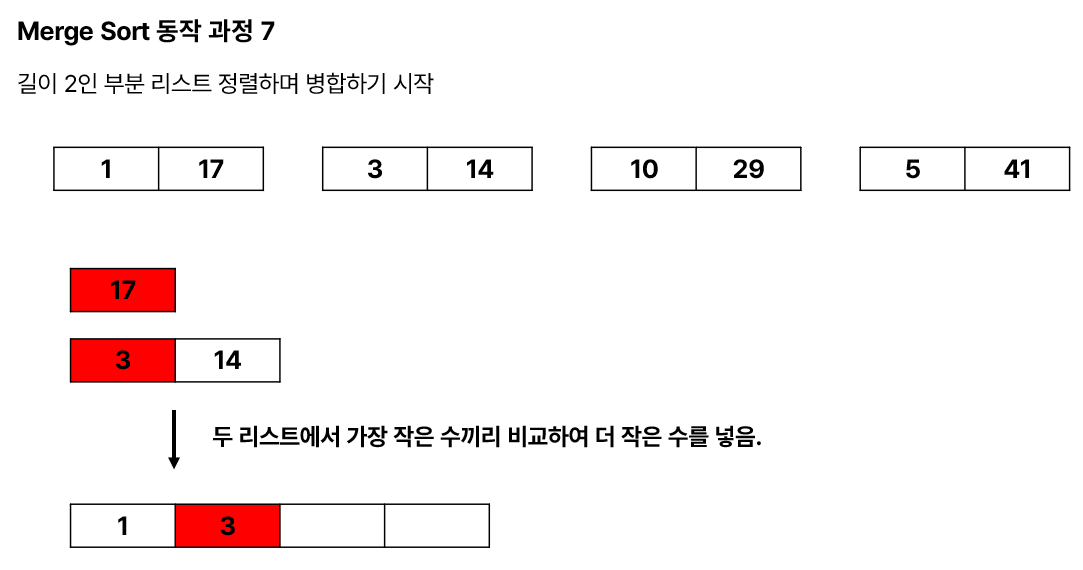 Merge Sort 동작 과정 7
길이 2인 부분 리스트 정렬하며 병합하기 시작
1 17 3 14 10 29 5 41
17
3 14
두 리스트에서 가장 작은 수끼리 비교하여 더 작은 수를 넣음.
1 3